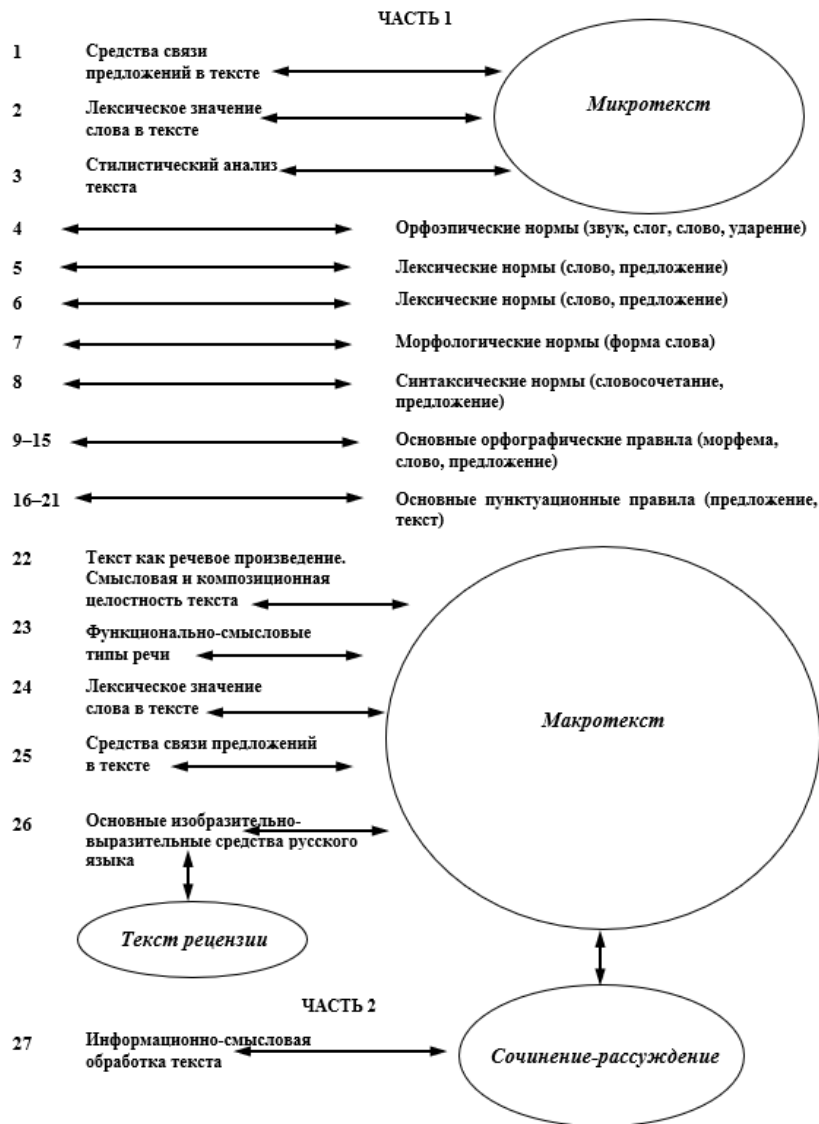 ЧАСТЬ 1
1 Средства связи
предложений в тексте
Микротекст
2 Лексическое значение
слова в тексте
3 Стилистический анализ
текста
4 Орфоэпические нормы (звук, слог, слово, ударение)
5 Лексические нормы (слово, предложение)
6 Лексические нормы (слово, предложение)
7 Морфологические нормы (форма слова)
8 Синтаксические нормы (словосочетание,
предложение)
9–15 Основные орфографические правила (морфема,
слово, предложение)
16–21 Основные пунктуационные правила (предложение,
текст)
22 Текст как речевое произведение.
Смысловая и композиционная
целостность текста
23 Функционально-смысловые
типы речи
24 Лексическое значение
слова в тексте
Макротекст
25 Средства связи предложений
в тексте
26 Основные изобразительно-
выразительные средства русского
языка
Текст рецензии
ЧАСТЬ 2
27 Информационно-смысловая
обработка текста
Сочинение-рассуждение